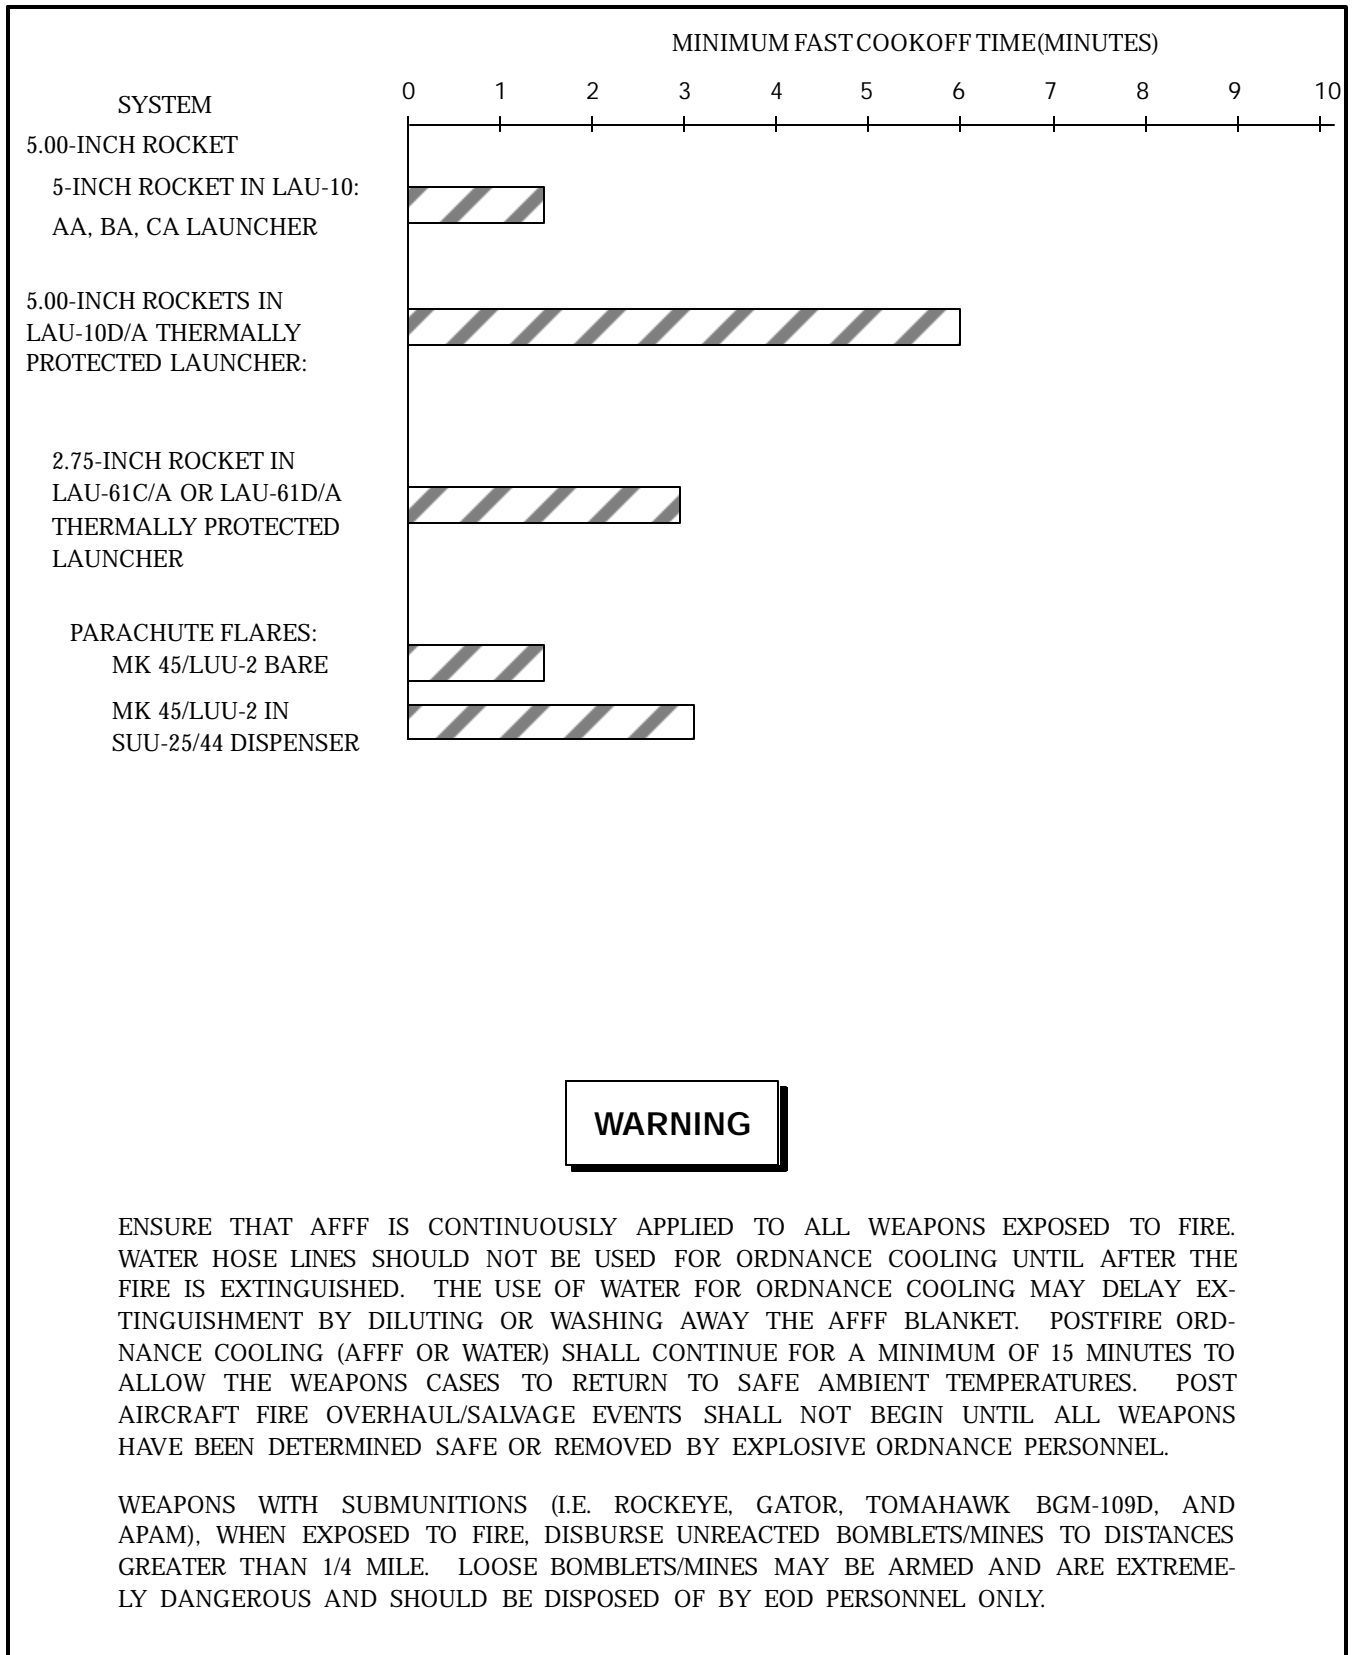 MINIMUM FAST COOKOFF TIME (MINUTES)
0 1 2 3 4 5 6 7 8 9 10
SYSTEM
5.00-INCH ROCKET
5-INCH ROCKET IN LAU-10:
AA, BA, CA LAUNCHER
5.00-INCH ROCKETS IN
LAU-10D/A THERMALLY
PROTECTED LAUNCHER:
2.75-INCH ROCKET IN
LAU-61C/A OR LAU-61D/A
THERMALLY PROTECTED
LAUNCHER
PARACHUTE FLARES:
MK 45/LUU-2 BARE
MK 45/LUU-2 IN
SUU-25/44 DISPENSER
WARNING
ENSURE THAT AFFF IS CONTINUOUSLY APPLIED TO ALL WEAPONS EXPOSED TO FIRE.
WATER HOSE LINES SHOULD NOT BE USED FOR ORDNANCE COOLING UNTIL AFTER THE
FIRE IS EXTINGUISHED. THE USE OF WATER FOR ORDNANCE COOLING MAY DELAY EX-
TINGUISHMENT BY DILUTING OR WASHING AWAY THE AFFF BLANKET. POSTFIRE ORD-
NANCE COOLING (AFFF OR WATER) SHALL CONTINUE FOR A MINIMUM OF 15 MINUTES TO
ALLOW THE WEAPONS CASES TO RETURN TO SAFE AMBIENT TEMPERATURES. POST
AIRCRAFT FIRE OVERHAUL/SALVAGE EVENTS SHALL NOT BEGIN UNTIL ALL WEAPONS
HAVE BEEN DETERMINED SAFE OR REMOVED BY EXPLOSIVE ORDNANCE PERSONNEL.
WEAPONS WITH SUBMUNITIONS (I.E. ROCKEYE, GATOR, TOMAHAWK BGM-109D, AND
APAM), WHEN EXPOSED TO FIRE, DISBURSE UNREACTED BOMBLETS/MINES TO DISTANCES
GREATER THAN 1/4 MILE. LOOSE BOMBLETS/MINES MAY BE ARMED AND ARE EXTREME-
LY DANGEROUS AND SHOULD BE DISPOSED OF BY EOD PERSONNEL ONLY.